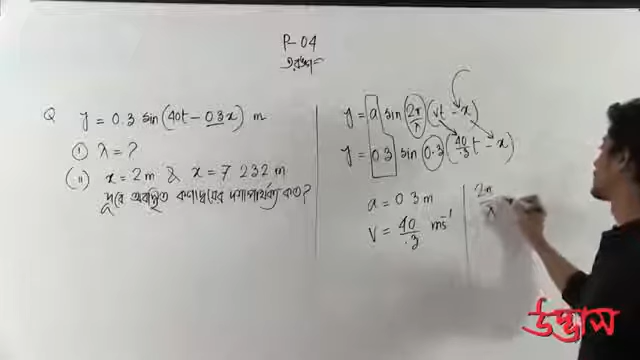 P-04
তরঙ্গ
Q y = 0.3 sin(40t - 0.3x) m
(i) λ = ?
(ii) x = 2m & x = 7.232 m
দূরে অবস্থিত কণাদ্বয়ের দশাপার্থক্য কত?
y = a sin 2π/λ (vt - x)
y = 0.3 sin 0.3 (40/.3 t - x)
a = 0.3 m
v = 40/.3 ms⁻¹
2π/λ
উদ্ভাস